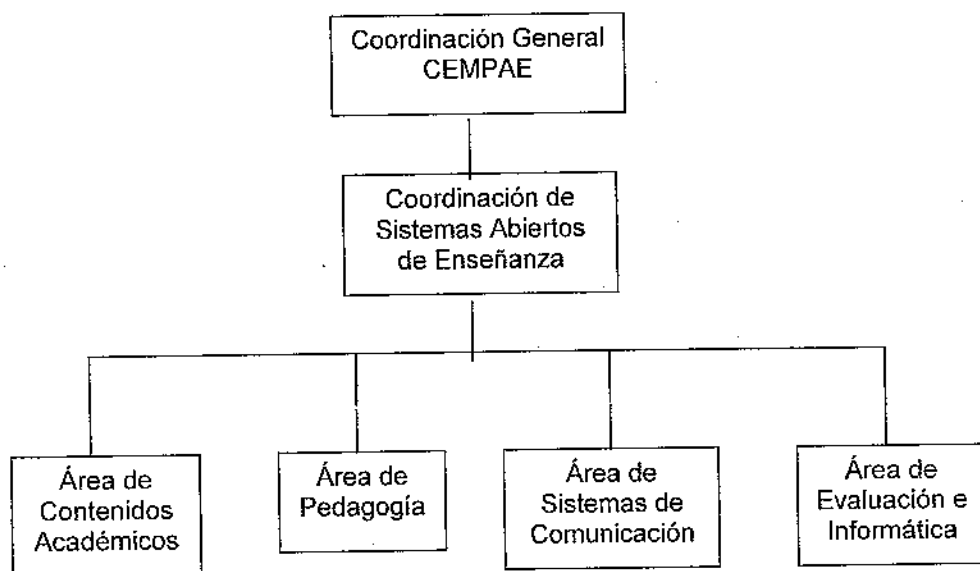 Coordinación General
CEMPAE
Coordinación de
Sistemas Abiertos
de Enseñanza
Área de
Contenidos
Académicos
Área de
Pedagogía
Área de
Sistemas de
Comunicación
Área de
Evaluación e
Informática